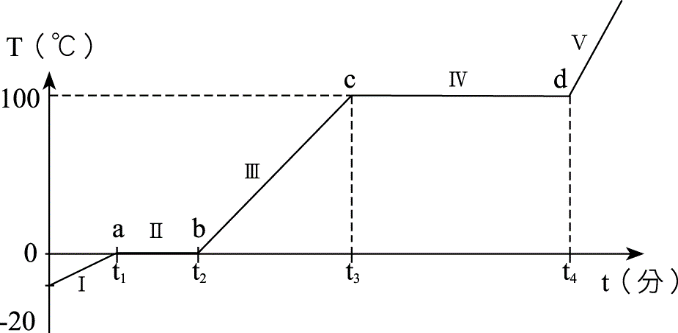 T（℃）
100
c
Ⅳ
d
Ⅴ
Ⅲ
a
Ⅱ
b
0
t₁
t₂
t₃
t₄
t（分）
Ⅰ
-20